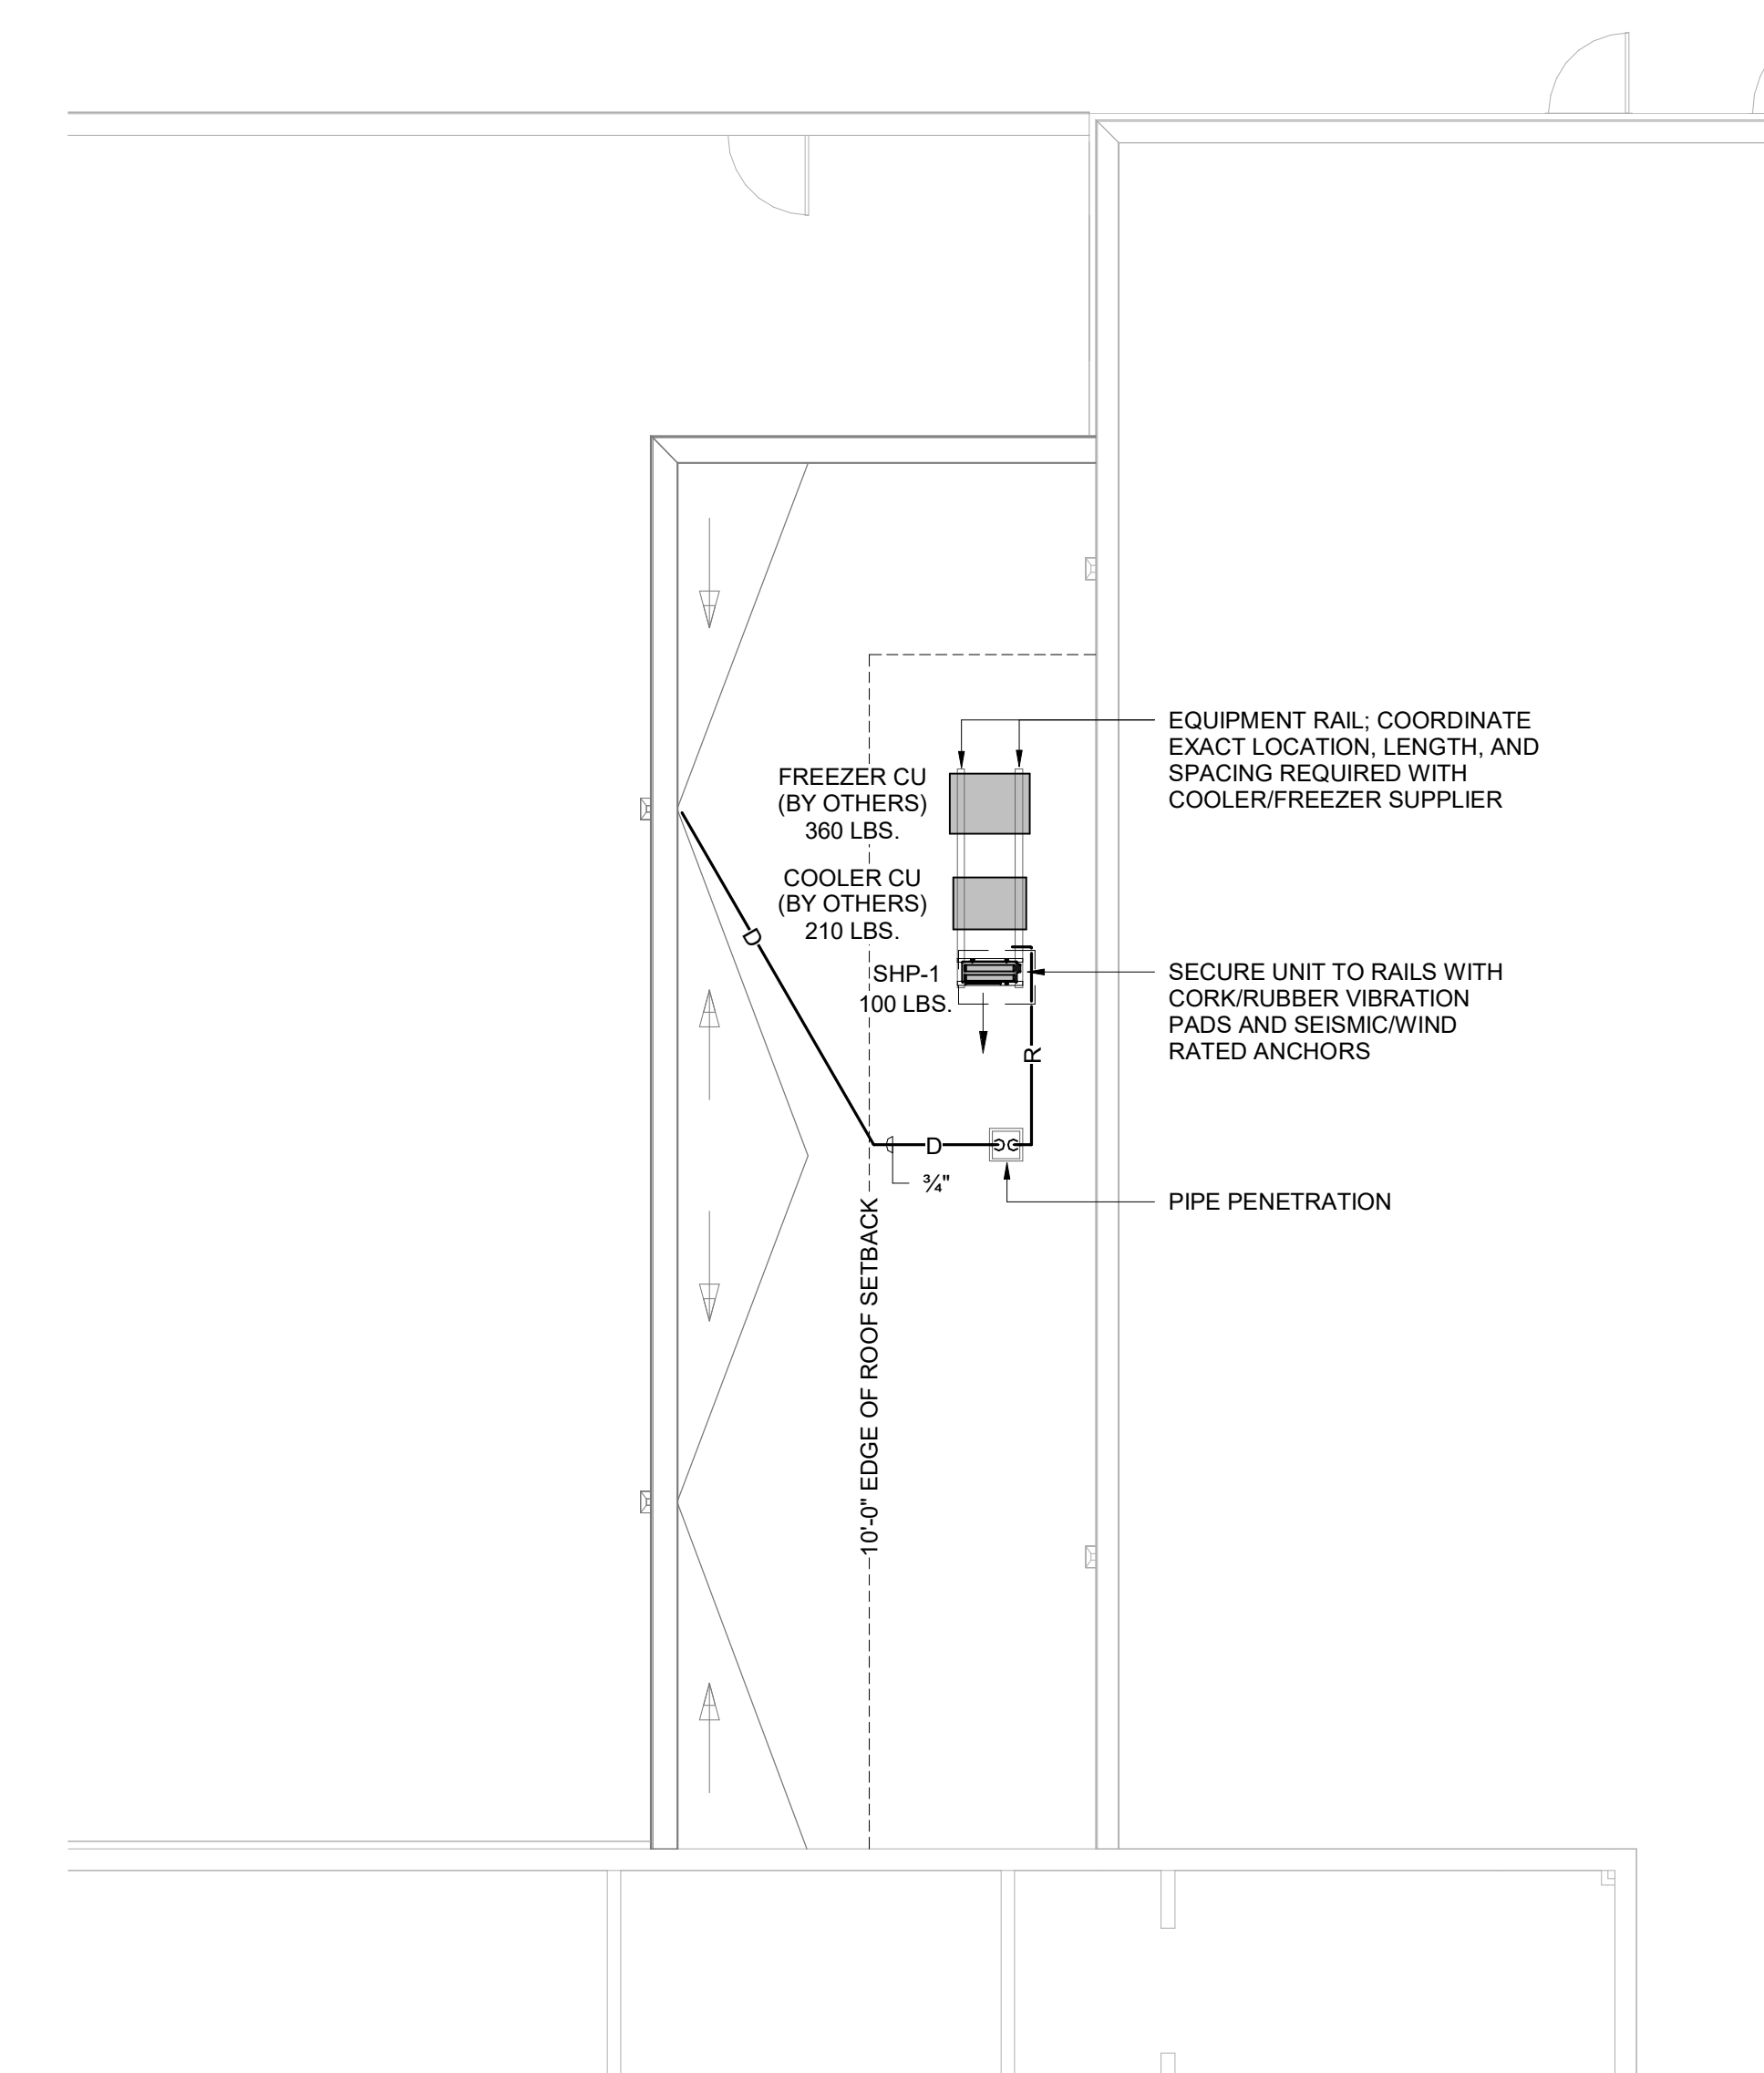 EQUIPMENT RAIL; COORDINATE
EXACT LOCATION, LENGTH, AND
SPACING REQUIRED WITH
COOLER/FREEZER SUPPLIER
FREEZER CU
(BY OTHERS)
360 LBS.
COOLER CU
(BY OTHERS)
210 LBS.
SHP-1
100 LBS.
SECURE UNIT TO RAILS WITH
CORK/RUBBER VIBRATION
PADS AND SEISMIC/WIND
RATED ANCHORS
D
R
D
¾"
PIPE PENETRATION
10'-0" EDGE OF ROOF SETBACK